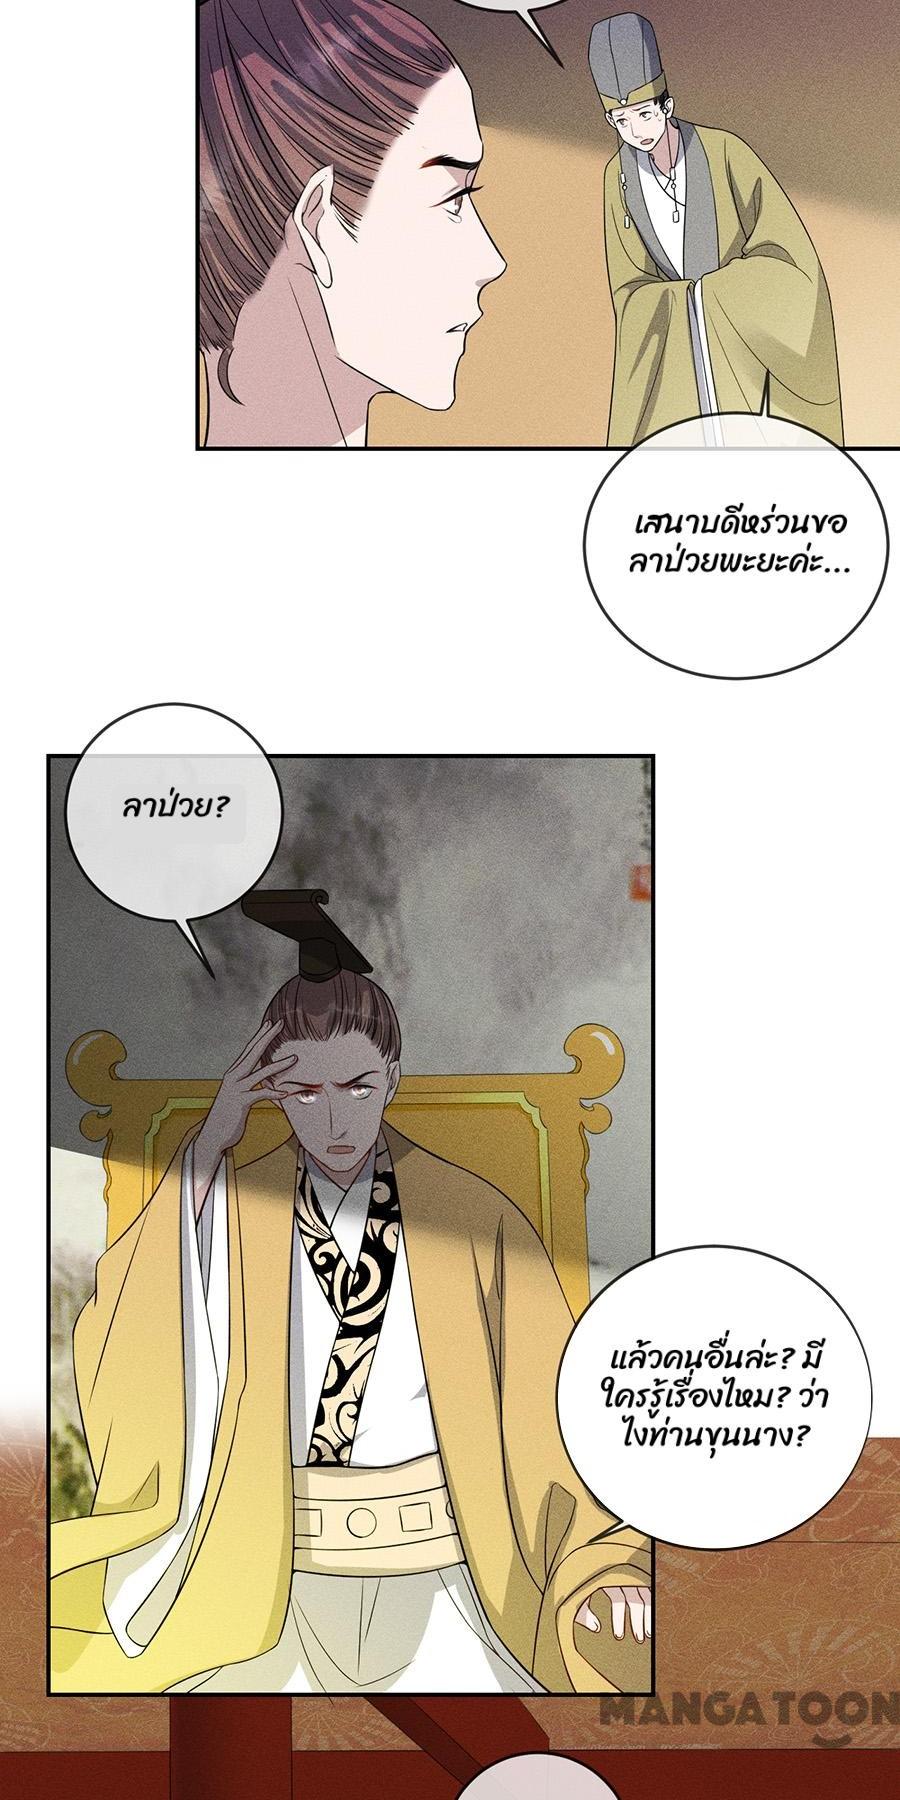 เสนาบดีหร่วนขอ
ลาป่วยพะยะค่ะ...
ลาป่วย?
แล้วคนอื่นล่ะ? มี
ใครรู้เรื่องไหม? ว่า
ไงท่านขุนนาง?
MANGATOON